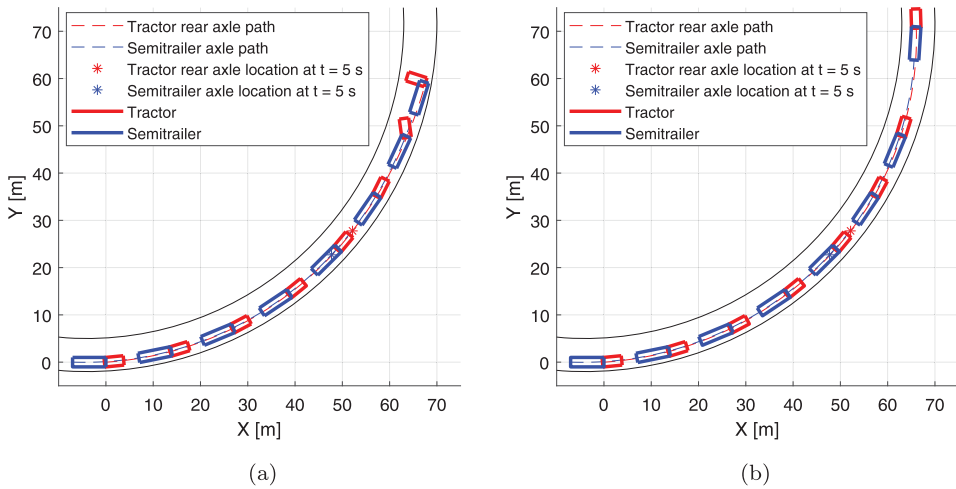 Tractor rear axle path
Semitrailer axle path
Tractor rear axle location at t = 5 s
Semitrailer axle location at t = 5 s
Tractor
Semitrailer
70
60
50
40
30
20
10
0
Y [m]
0 10 20 30 40 50 60 70
X [m]
(a)
Tractor rear axle path
Semitrailer axle path
Tractor rear axle location at t = 5 s
Semitrailer axle location at t = 5 s
Tractor
Semitrailer
70
60
50
40
30
20
10
0
Y [m]
0 10 20 30 40 50 60 70
X [m]
(b)